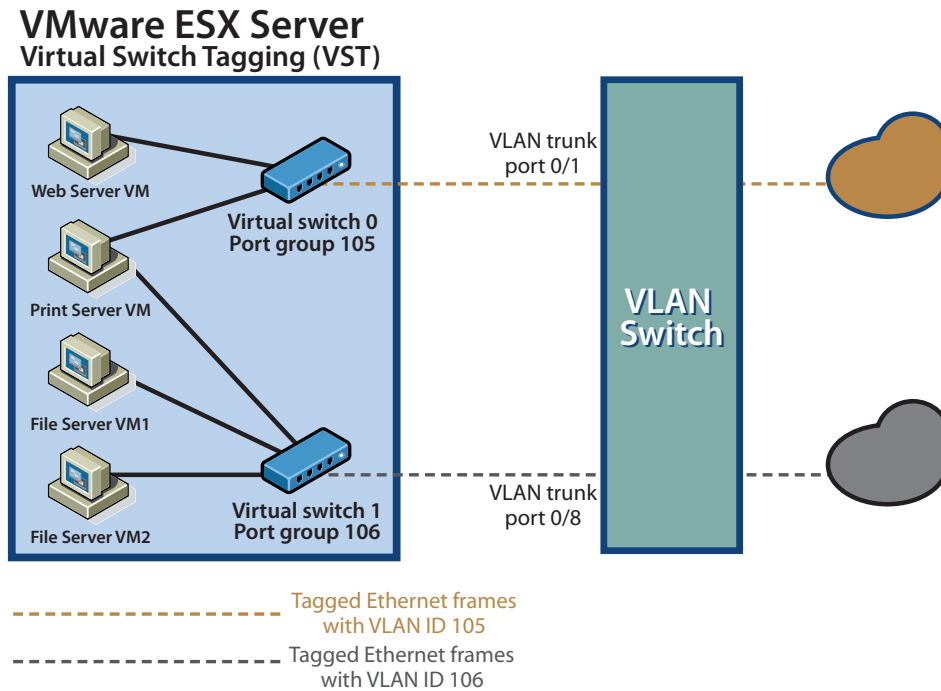 VMware ESX Server
Virtual Switch Tagging (VST)
Web Server VM
Print Server VM
File Server VM1
File Server VM2
Virtual switch 0
Port group 105
Virtual switch 1
Port group 106
VLAN trunk
port 0/1
VLAN trunk
port 0/8
VLAN
Switch
Tagged Ethernet frames
with VLAN ID 105
Tagged Ethernet frames
with VLAN ID 106